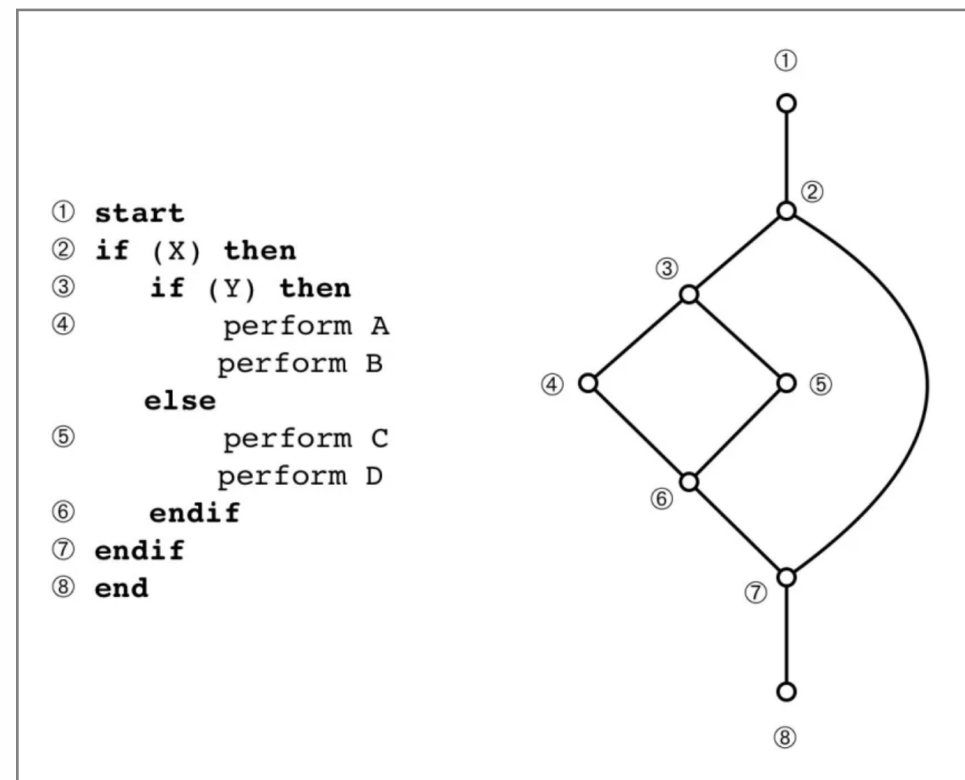 ① start
② if (X) then
③ if (Y) then
④ perform A
perform B
else
⑤ perform C
perform D
⑥ endif
⑦ endif
⑧ end
①
②
③
④
⑤
⑥
⑦
⑧